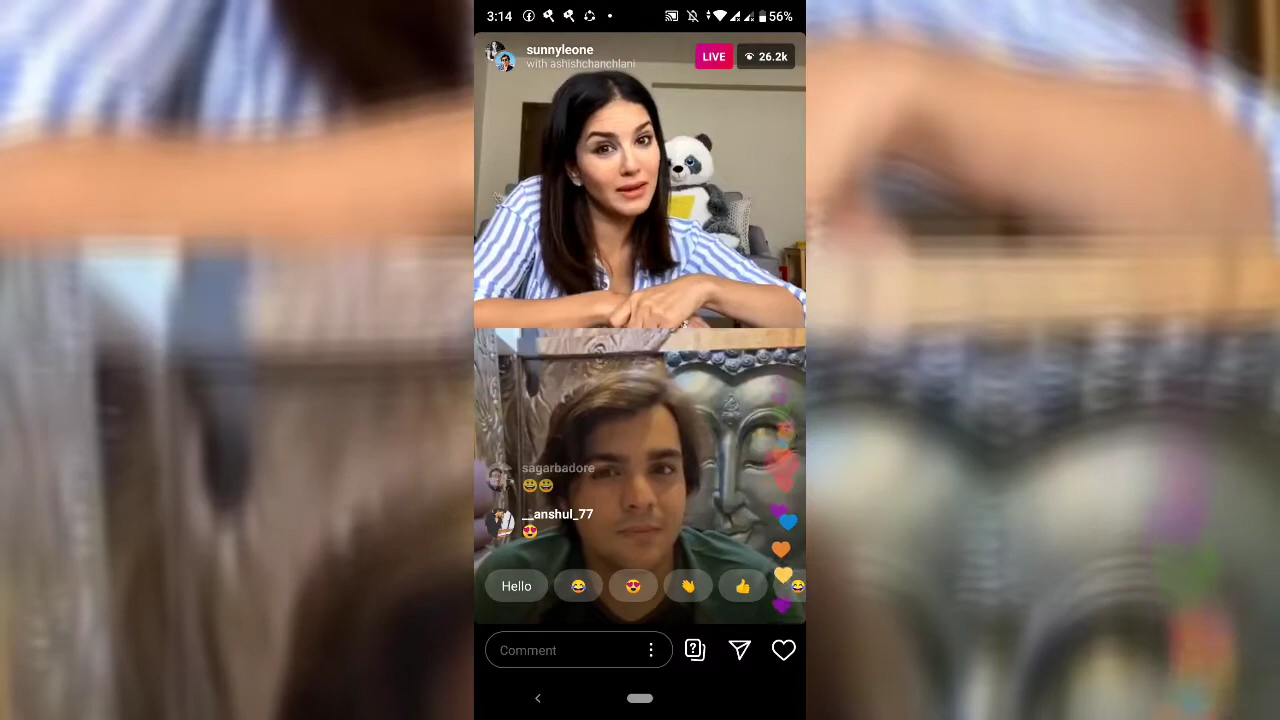 3:14
56%
sunnyleone
with ashishchanchlani
LIVE
26.2k
sagarbadore
__anshul_77
Hello
Comment